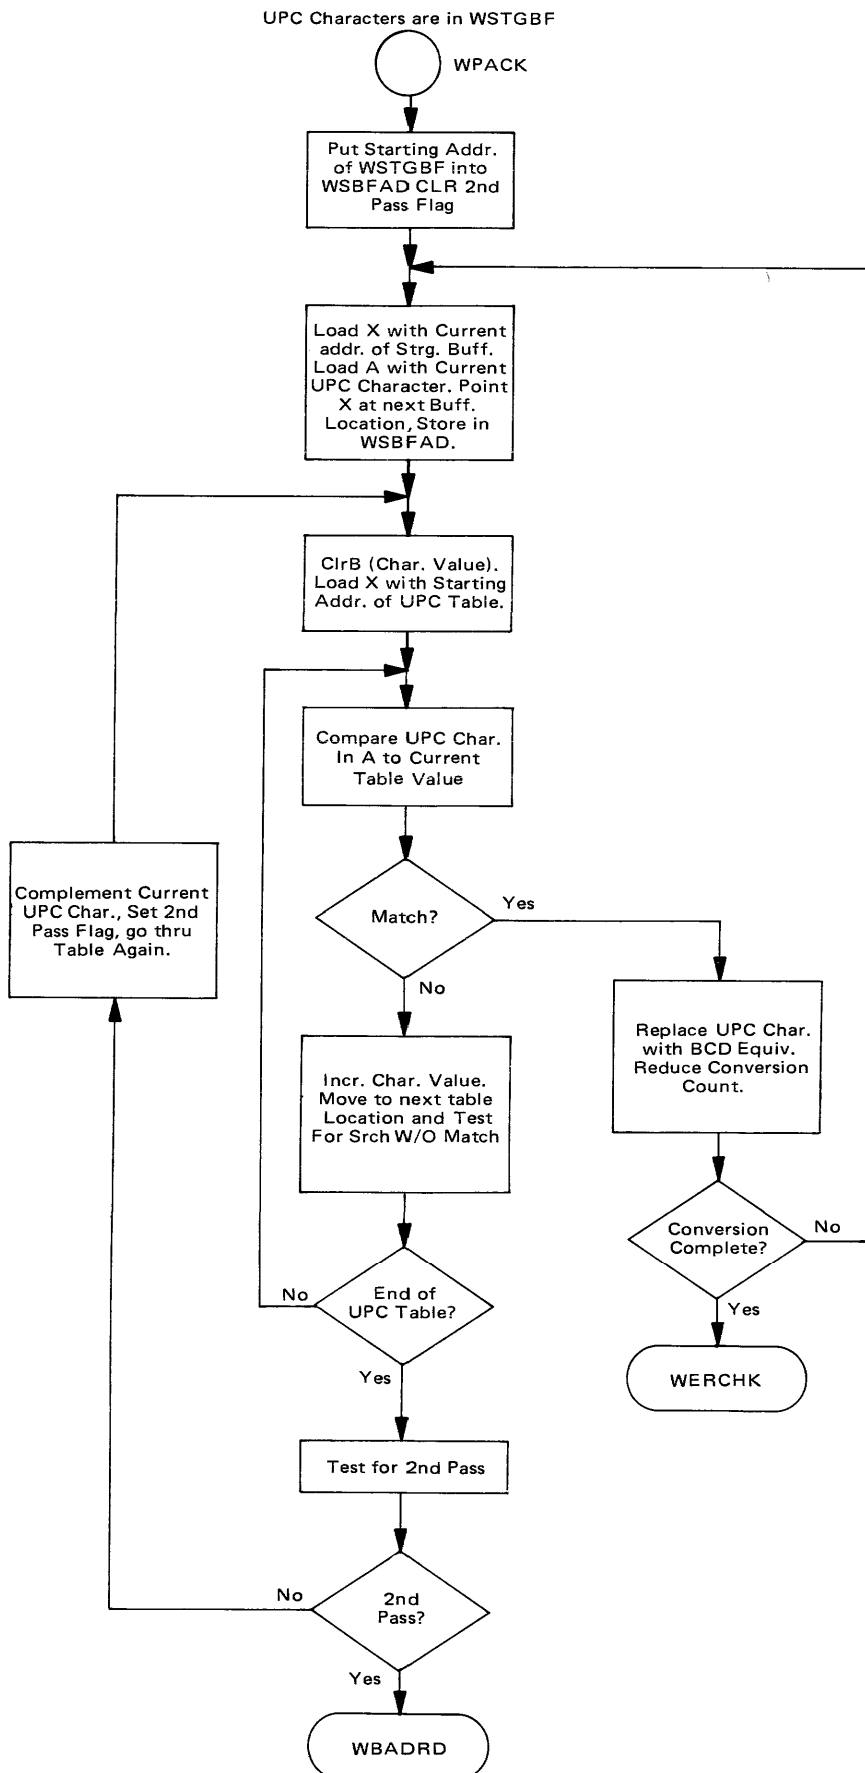 UPC Characters are in WSTGBF
WPACK
Put Starting Addr.
of WSTGBF into
WSBFAD CLR 2nd
Pass Flag
Load X with Current
addr. of Strg. Buff.
Load A with Current
UPC Character. Point
X at next Buff.
Location, Store in
WSBFAD.
ClrB (Char. Value).
Load X with Starting
Addr. of UPC Table.
Compare UPC Char.
In A to Current
Table Value
Complement Current
UPC Char., Set 2nd
Pass Flag, go thru
Table Again.
Match?
Yes
No
Replace UPC Char.
with BCD Equiv.
Reduce Conversion
Count.
Incr. Char. Value.
Move to next table
Location and Test
For Srch W/O Match
Conversion
Complete?
No
Yes
WERCHK
End of
UPC Table?
No
Yes
Test for 2nd Pass
2nd
Pass?
No
Yes
WBADRD